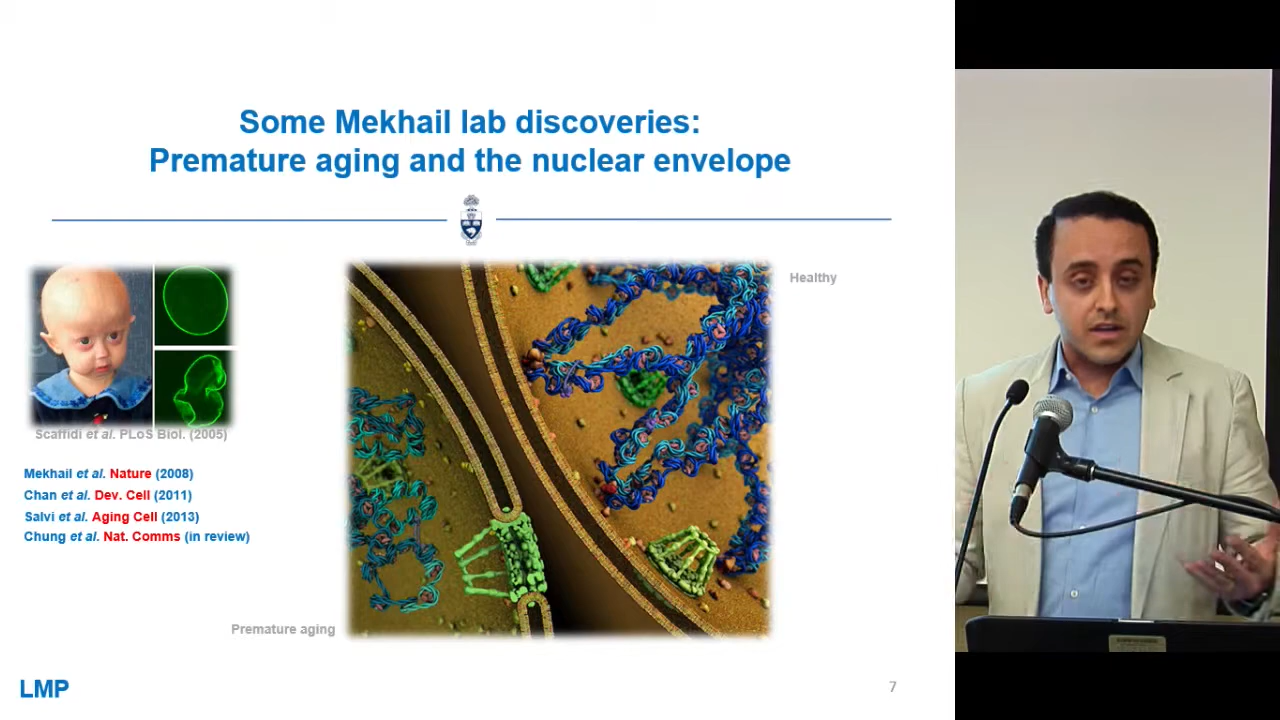 Some Mekhail lab discoveries:
Premature aging and the nuclear envelope
Healthy
Scaffidi et al. PLoS Biol. (2005)
Mekhail et al. Nature (2008)
Chan et al. Dev. Cell (2011)
Salvi et al. Aging Cell (2013)
Chung et al. Nat. Comms (in review)
Premature aging
LMP
7